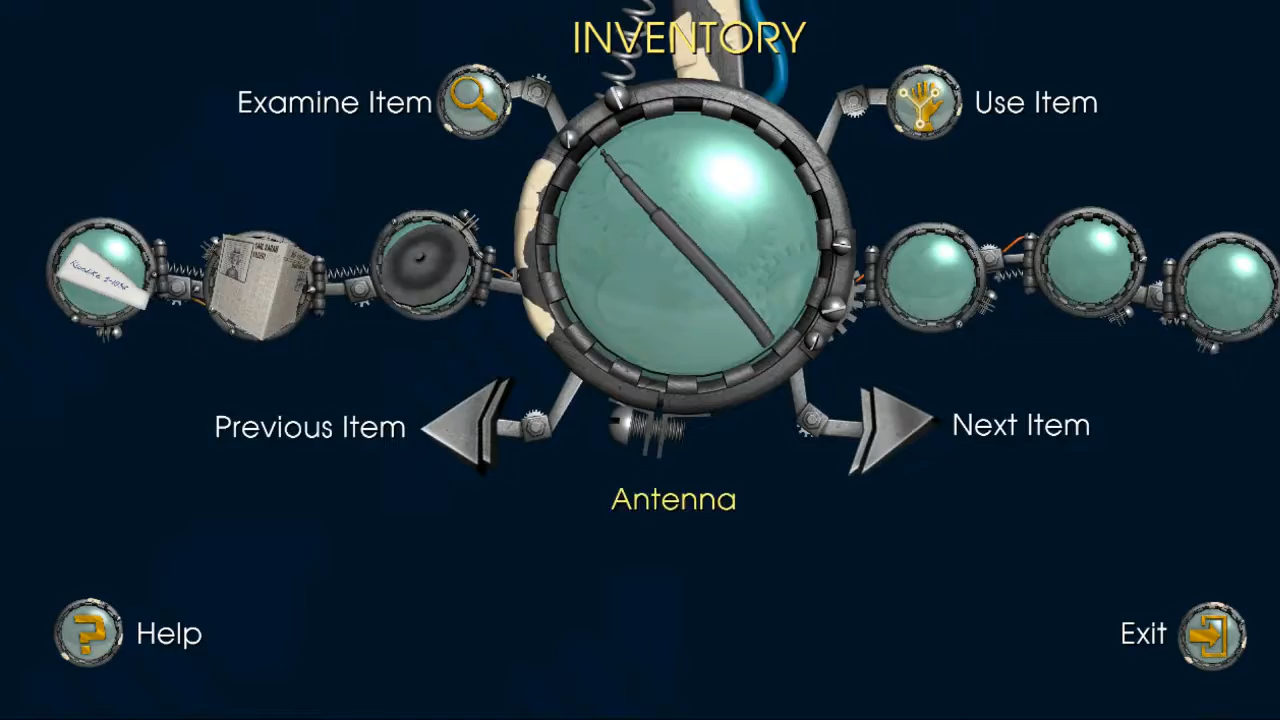 INVENTORY
Examine Item
Use Item
Previous Item
Next Item
Antenna
Help
Exit